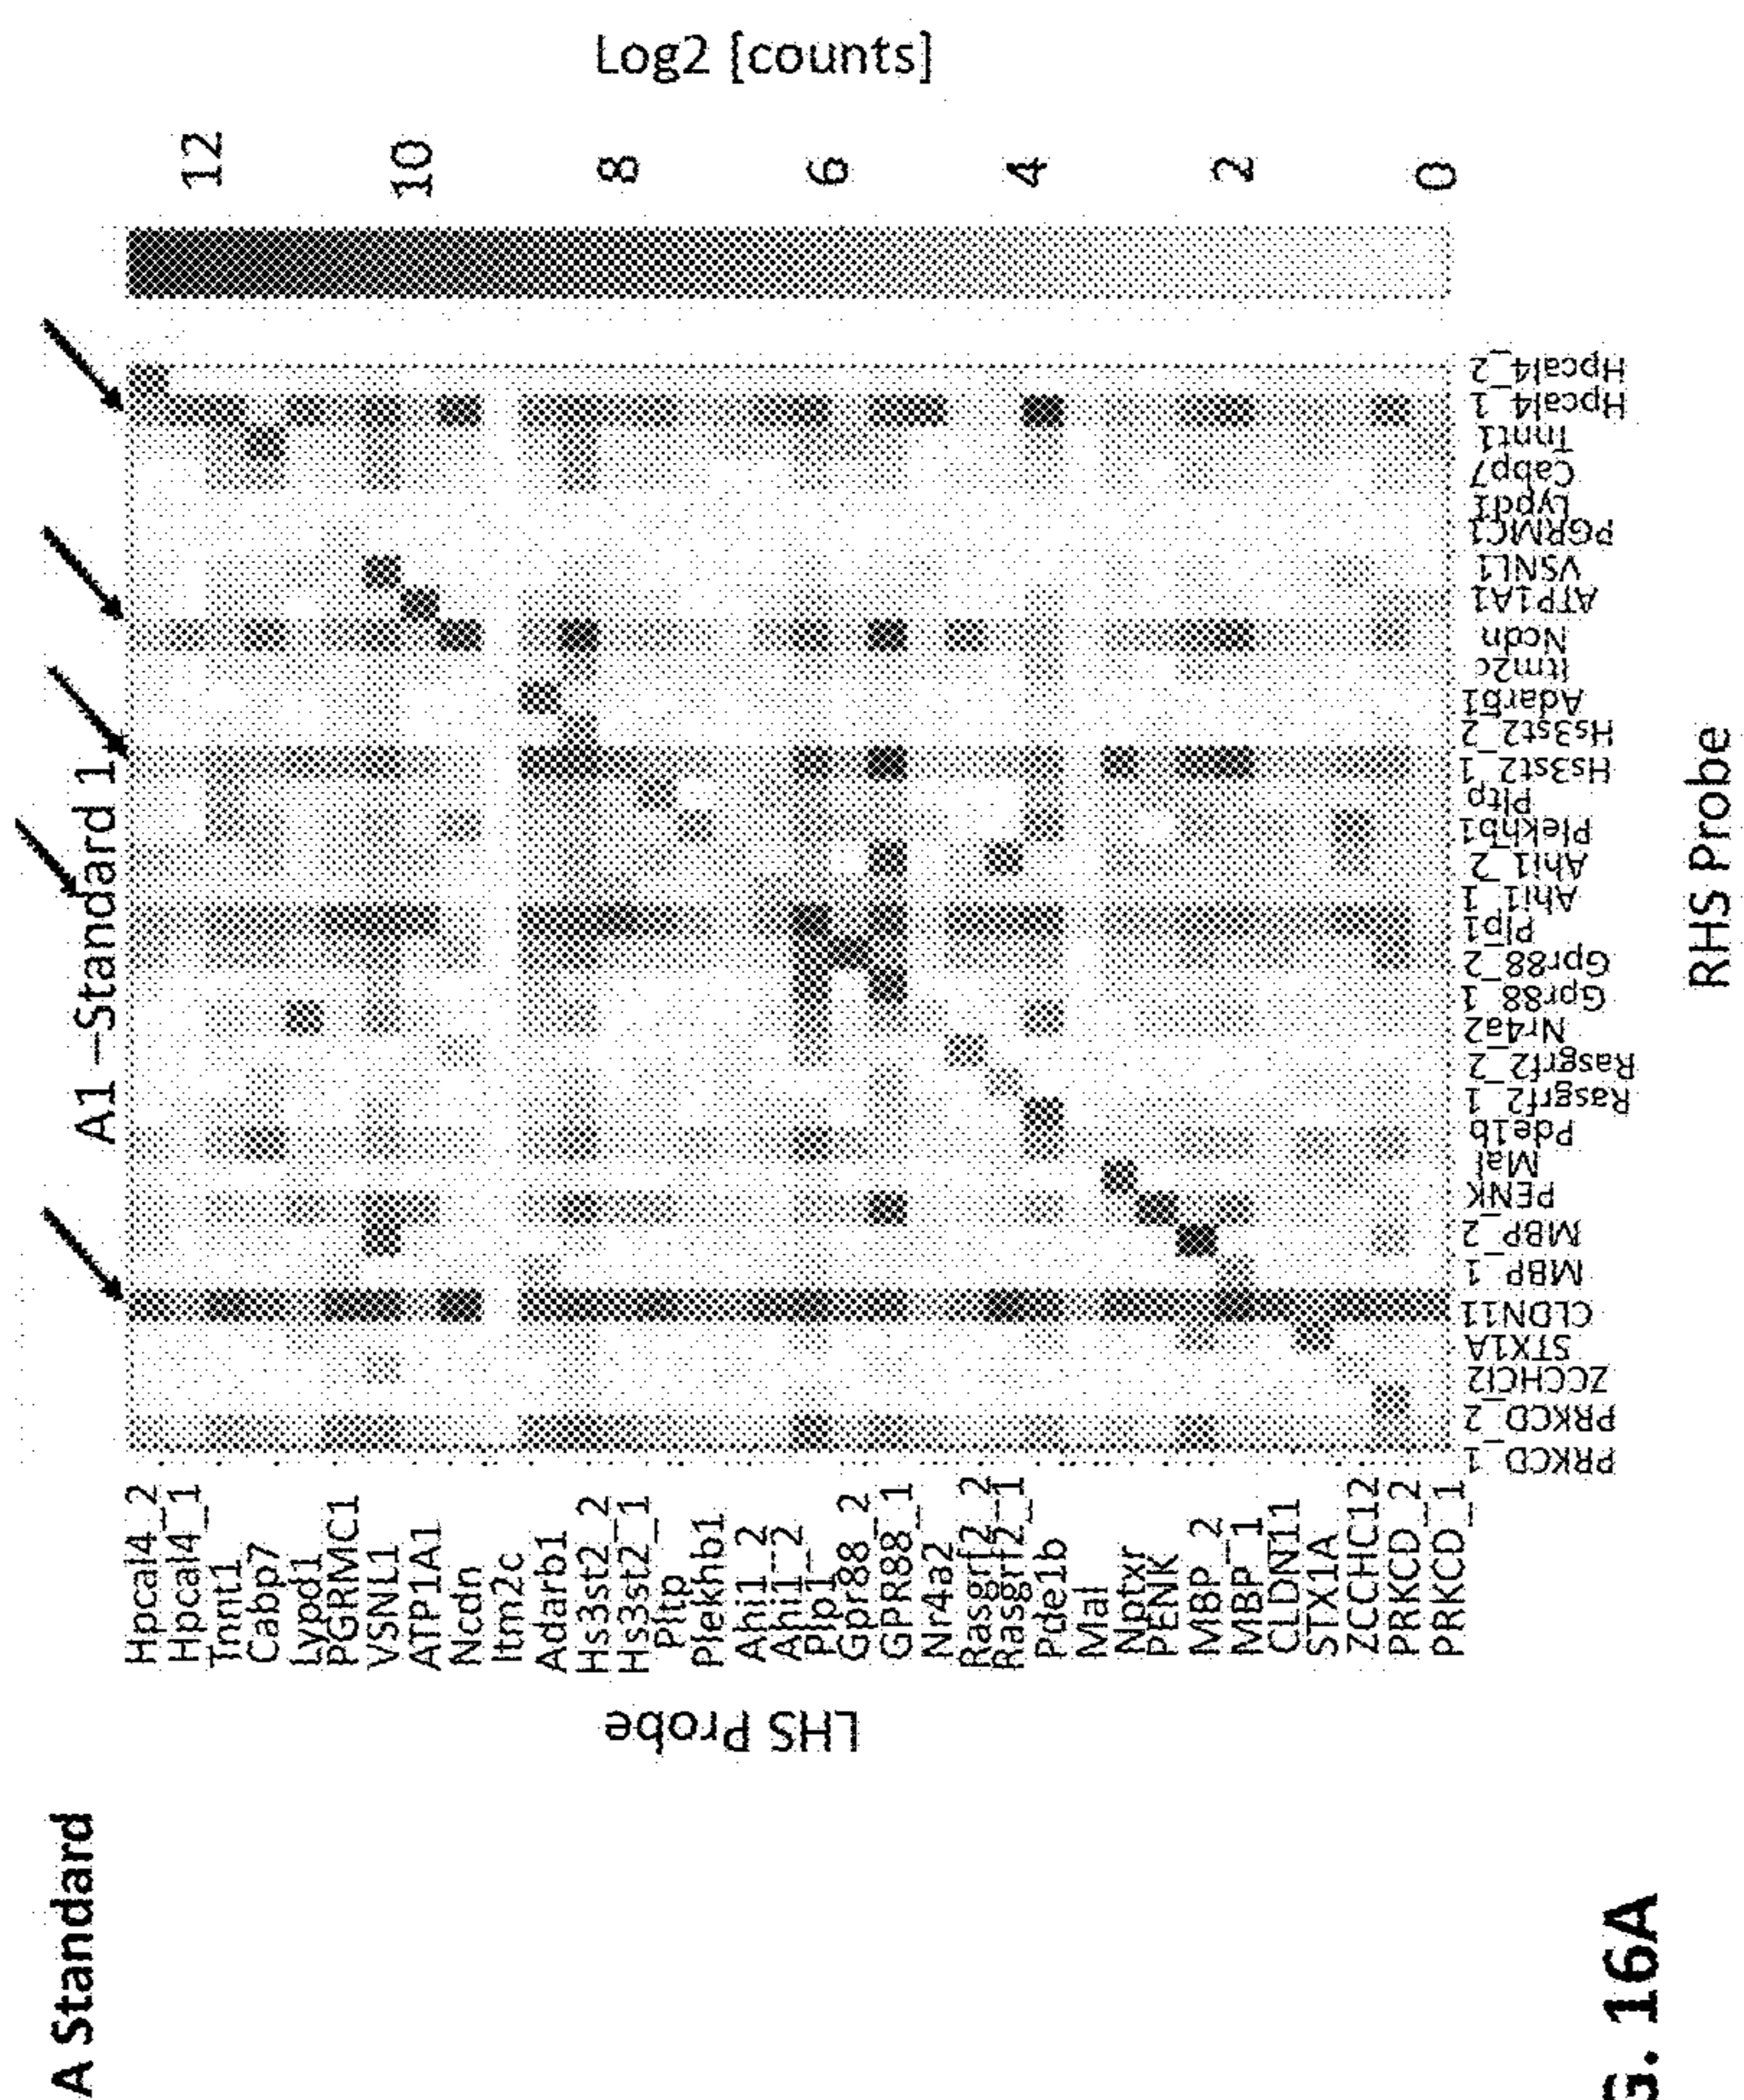 A Standard
A1 –Standard 1
LHS Probe
Hpcal4_2
Hpcal4_1
Tnnt1
Cabp7
Lypd1
PGRMC1
VSNL1
ATP1A1
Ncdn
Itm2c
Adarb1
Hs3st2_2
Hs3st2_1
Pltp
Plekhb1
Ahi1_2
Ahi1_2
Plp1
Gpr88_2
GPR88_1
Nr4a2
Rasgrf2_2
Rasgrf2_1
Pde1b
Mal
Nptxr
PENK
MBP_2
MBP_1
CLDN11
STX1A
ZCCHC12
PRKCD_2
PRKCD_1
PRKCD_1
PRKCD_2
ZCCHCl2
STX1A
CLDN11
MBP_1
MBP_2
PENK
Mal
Pde1b
Rasgrf2_1
Rasgrf2_2
Nr4a2
Gpr88_1
Gpr88_2
Plp1
Ahi1_1
Ahi1_2
Plekhb1
Pltp
Hs3st2_1
Hs3st2_2
Adarb1
Itm2c
Ncdn
ATP1A1
VSNL1
PGRMC1
Lypd1
Cabp7
Tnnt1
Hpcal4_1
Hpcal4_2
RHS Probe
12
10
8
6
4
2
0
Log2 [counts]
G. 16A